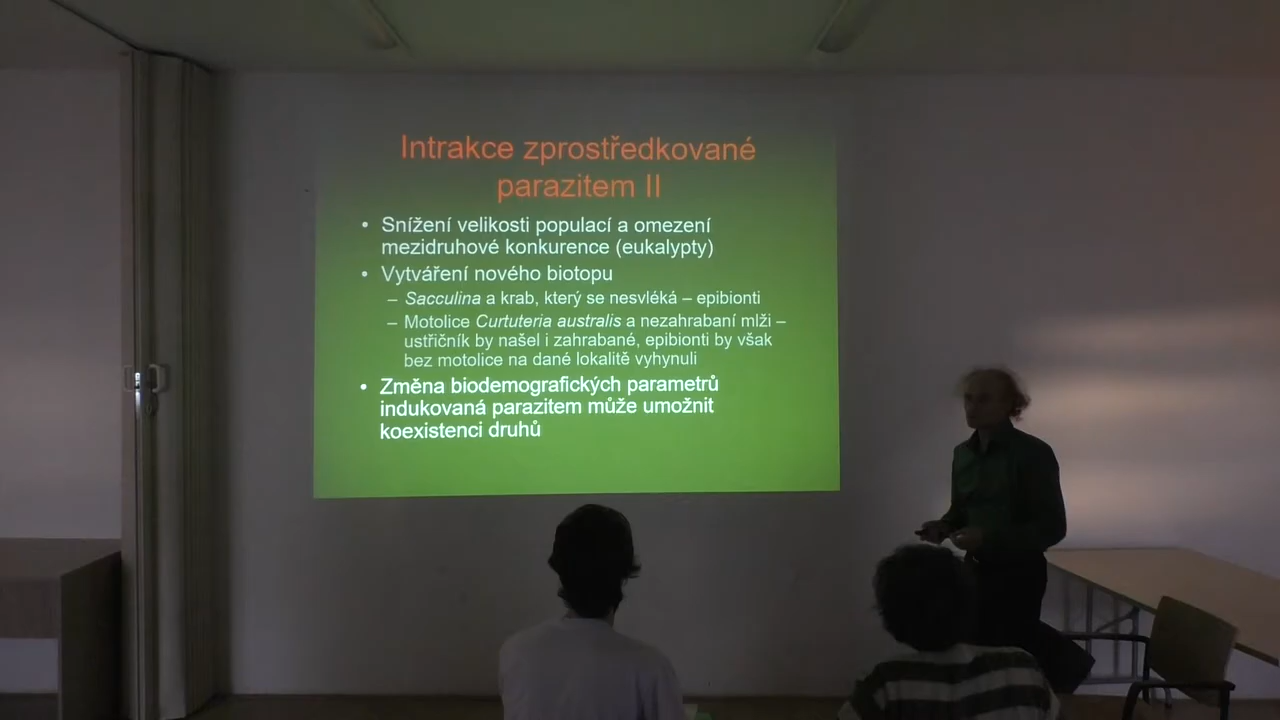 Intrakce zprostředkované
parazitem II
• Snížení velikosti populací a omezení
mezidruhové konkurence (eukalypty)
• Vytváření nového biotopu
– Sacculina a krab, který se nesvléká – epibionti
– Motolice Curtuteria australis a nezahrabaní mlži –
ustřičník by našel i zahrabané, epibionti by však
bez motolice na dané lokalitě vyhynuli
• Změna biodemografických parametrů
indukovaná parazitem může umožnit
koexistenci druhů